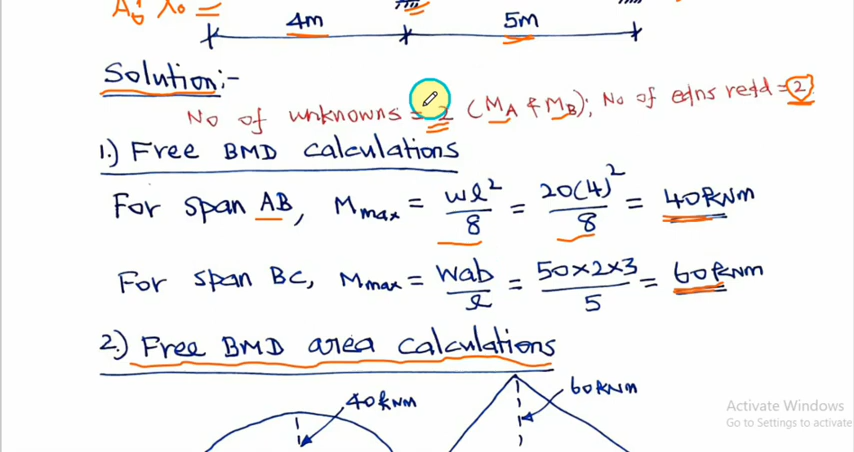 4m 5m
Solution:-
No of unknowns = 2 (MA & MB); No of eqns reqd = 2
1.) Free BMD calculations
For span AB, Mmax = wl²/8 = 20(4)²/8 = 40kNm
For span BC, Mmax = Wab/l = 50×2×3/5 = 60kNm
2.) Free BMD area calculations
40kNm 60kNm
Activate Windows
Go to Settings to activate